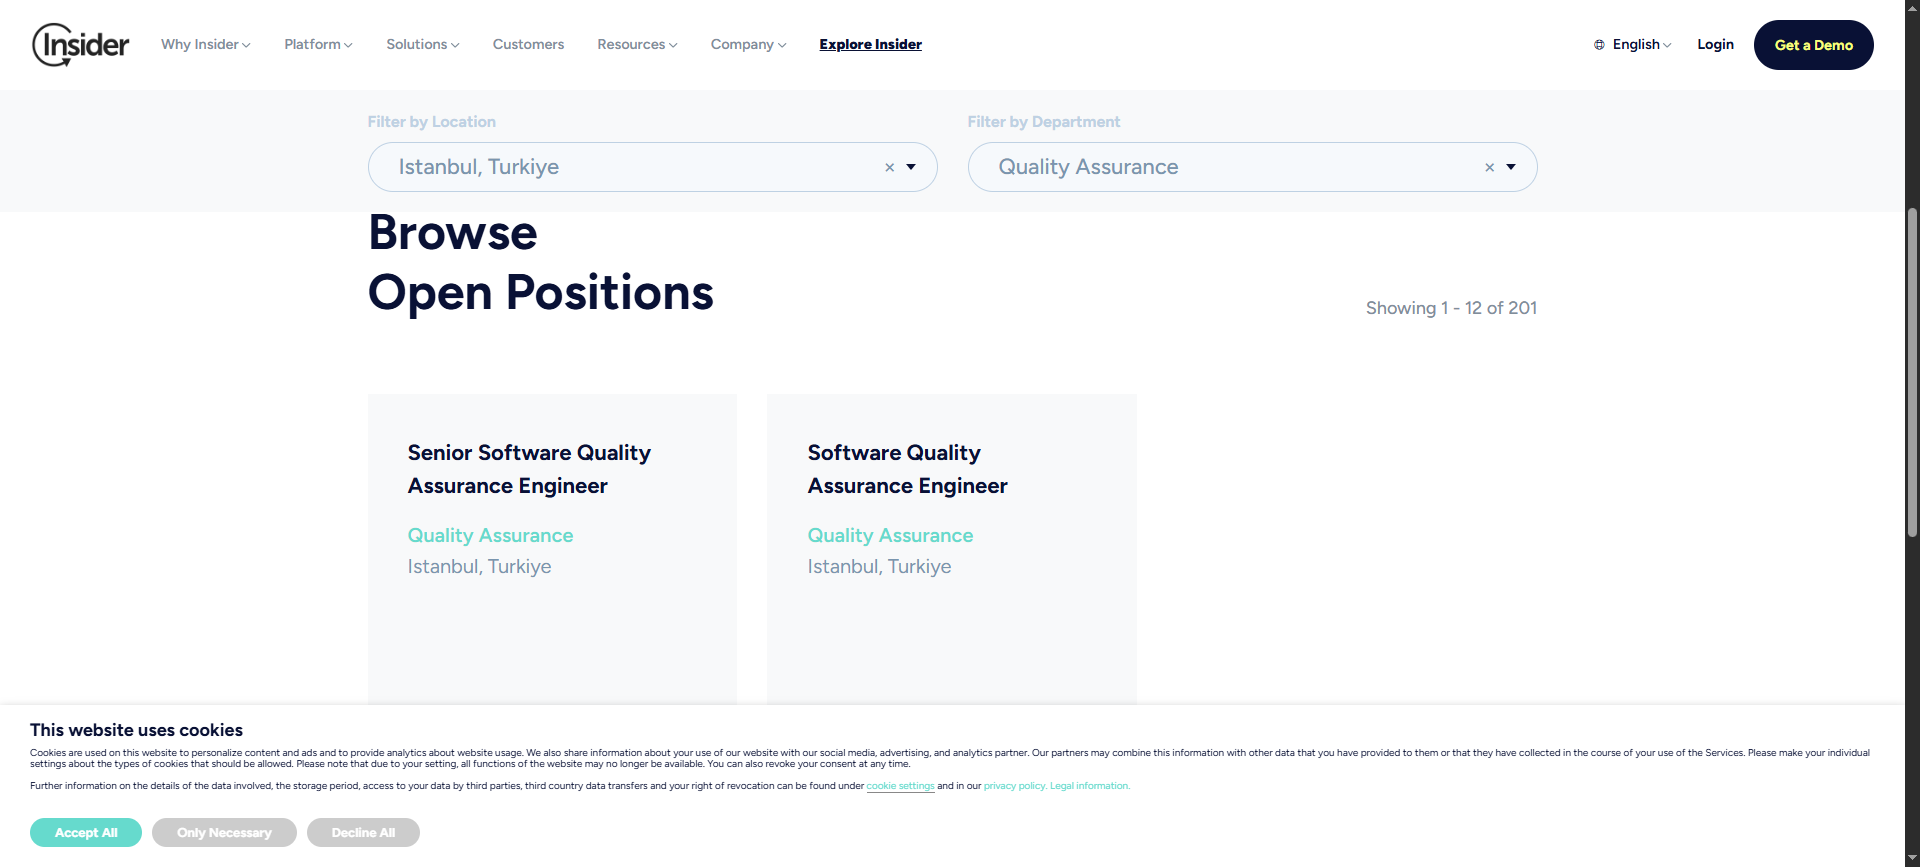 Insider
Why Insider
Platform
Solutions
Customers
Resources
Company
Explore Insider
English
Login
Get a Demo
Filter by Location
Filter by Department
Istanbul, Turkiye
×
Quality Assurance
×
Browse
Open Positions
Showing 1 - 12 of 201
Senior Software Quality
Assurance Engineer
Quality Assurance
Istanbul, Turkiye
Software Quality
Assurance Engineer
Quality Assurance
Istanbul, Turkiye
This website uses cookies
Cookies are used on this website to personalize content and ads and to provide analytics about website usage. We also share information about your use of our website with our social media, advertising, and analytics partner. Our partners may combine this information with other data that you have provided to them or that they have collected in the course of your use of the Services. Please make your individual
settings about the types of cookies that should be allowed. Please note that due to your setting, all functions of the website may no longer be available. You can also revoke your consent at any time.
Further information on the details of the data involved, the storage period, access to your data by third parties, third country data transfers and your right of revocation can be found under cookie settings and in our privacy policy. Legal information.
Accept All
Only Necessary
Decline All